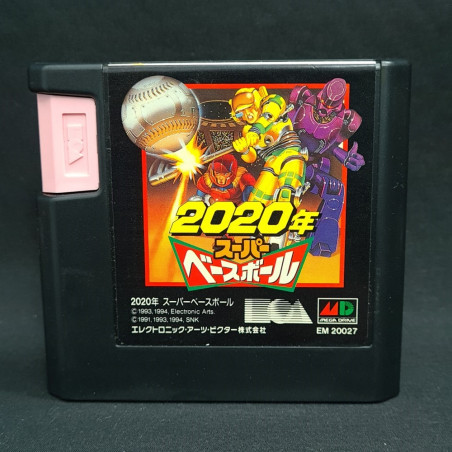 2020年
スーパー
ベースボール
2020年 スーパーベースボール
©1993,1994, Electronic Arts.
©1991,1993,1994, SNK
エレクトロニック・アーツ・ビクター株式会社
MD
MEGA DRIVE
EM 20027